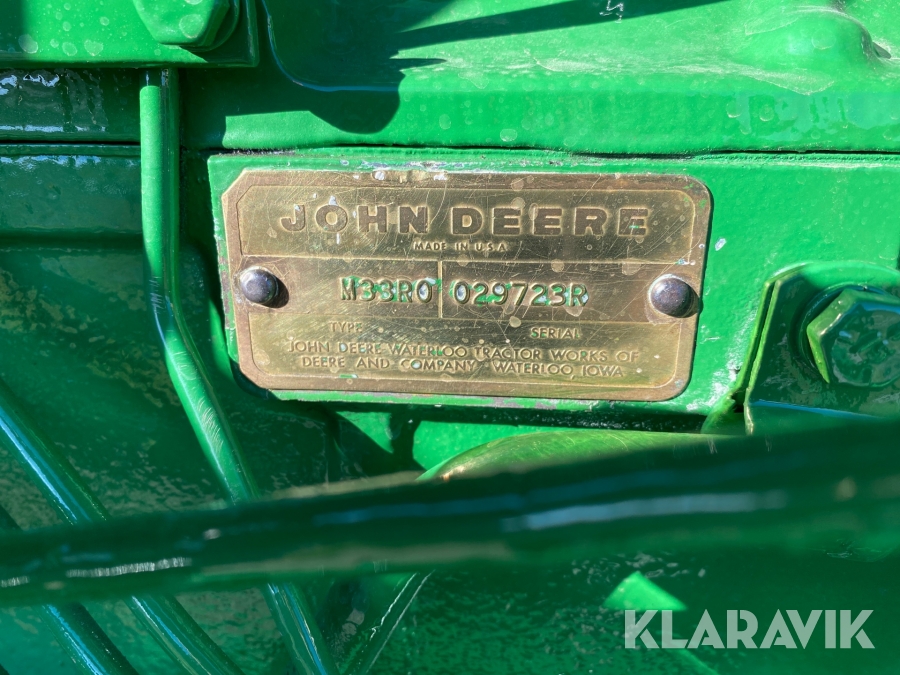 JOHN DEERE
MADE IN U.S.A
M33R0 029723R
TYPE SERIAL
JOHN DEERE WATERLOO TRACTOR WORKS OF
DEERE AND COMPANY WATERLOO, IOWA
KLARAVIK